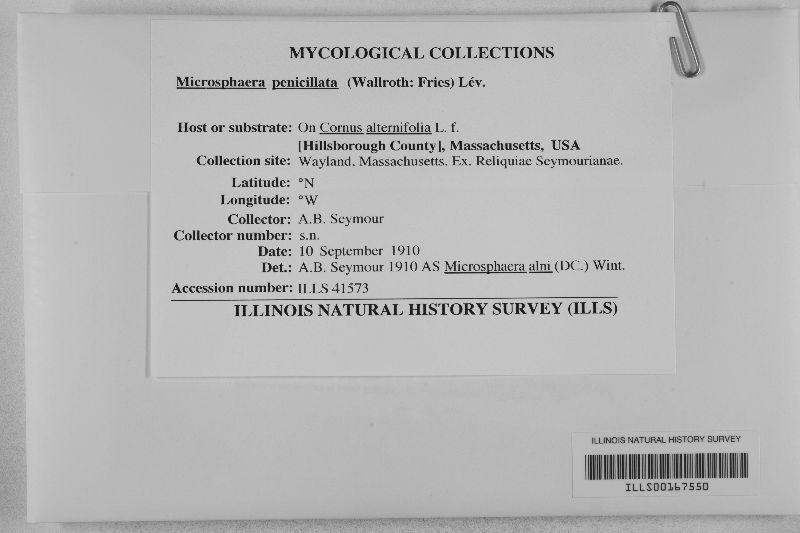 MYCOLOGICAL COLLECTIONS
Microsphaera penicillata (Wallroth: Fries) Lév.
Host or substrate: On Cornus alternifolia L. f.
[Hillsborough County], Massachusetts, USA
Collection site: Wayland, Massachusetts. Ex. Reliquiae Seymourianae.
Latitude: °N
Longitude: °W
Collector: A.B. Seymour
Collector number: s.n.
Date: 10 September 1910
Det.: A.B. Seymour 1910 AS Microsphaera alni (DC.) Wint.
Accession number: ILLS 41573
ILLINOIS NATURAL HISTORY SURVEY (ILLS)
ILLINOIS NATURAL HISTORY SURVEY
ILLS00167550